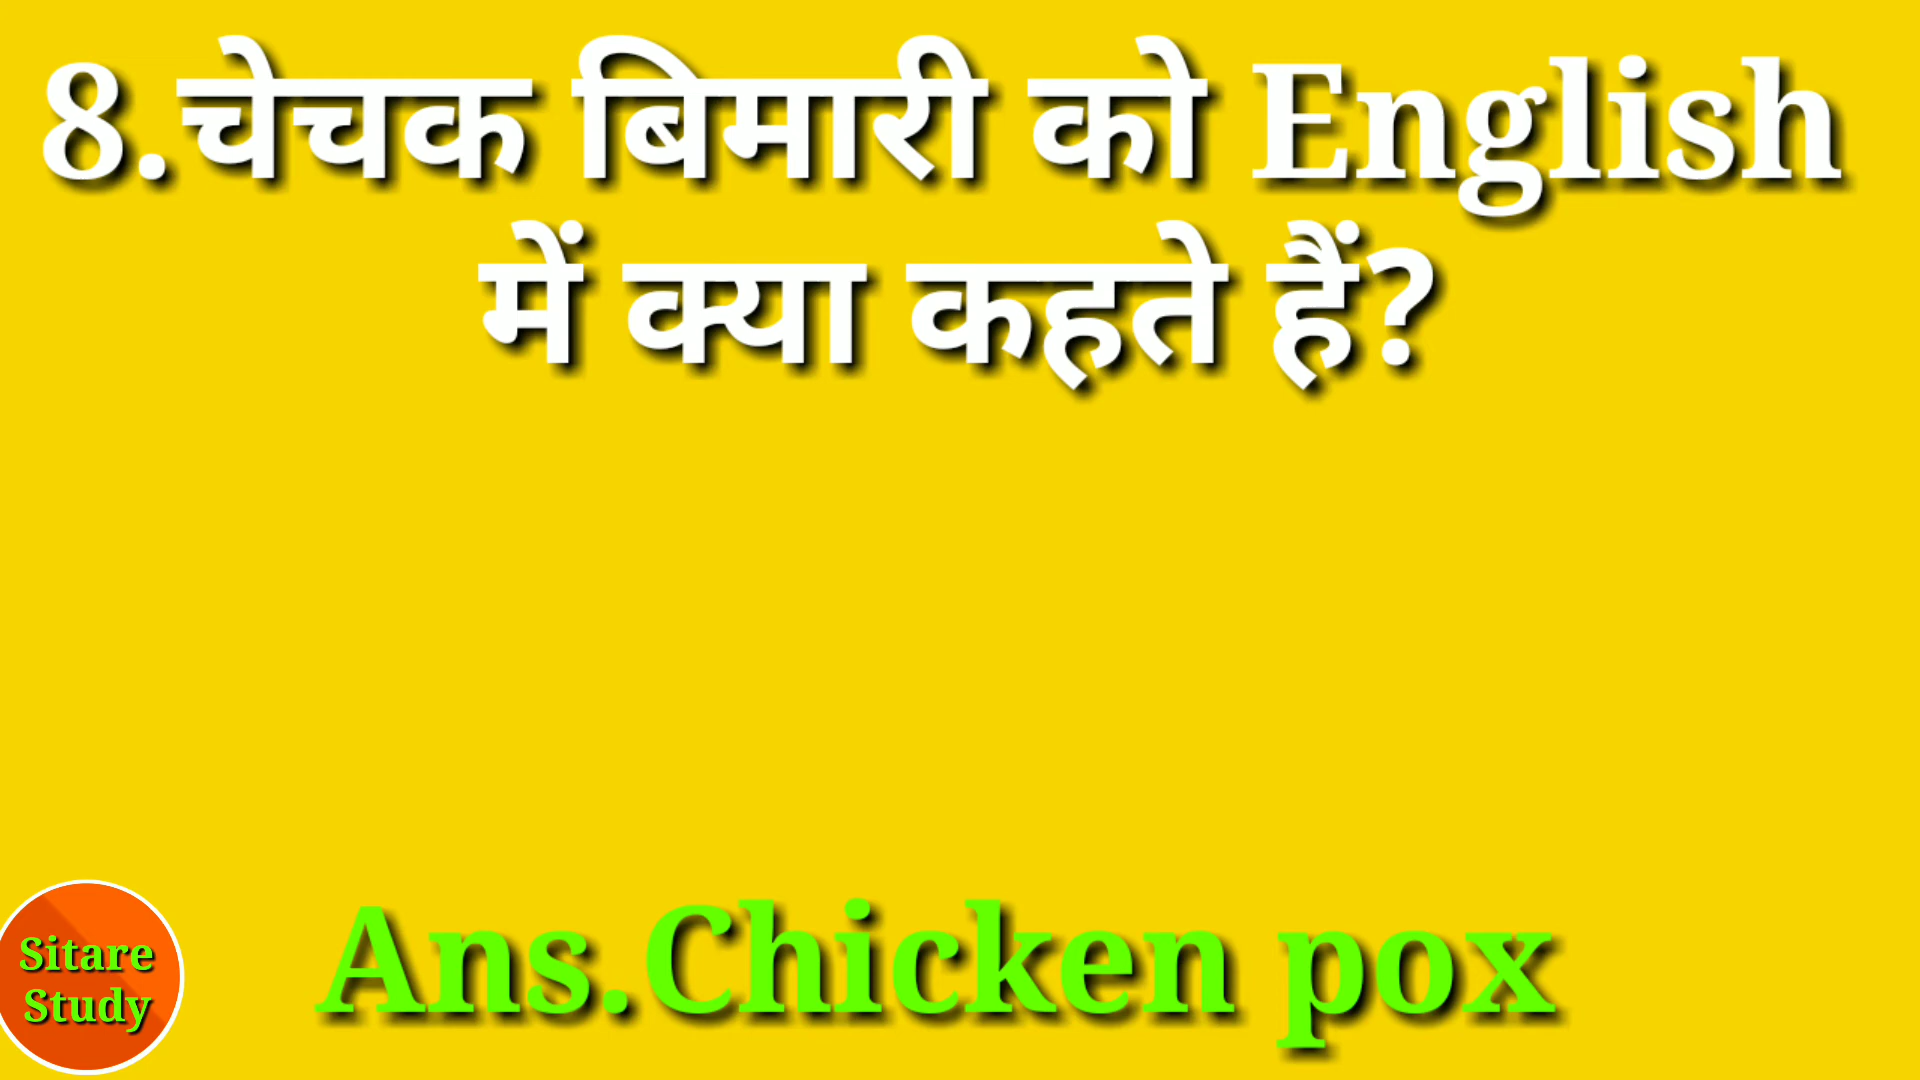 8.चेचक बिमारी को English
में क्या कहते हैं?
Ans.Chicken pox
Sitare
Study